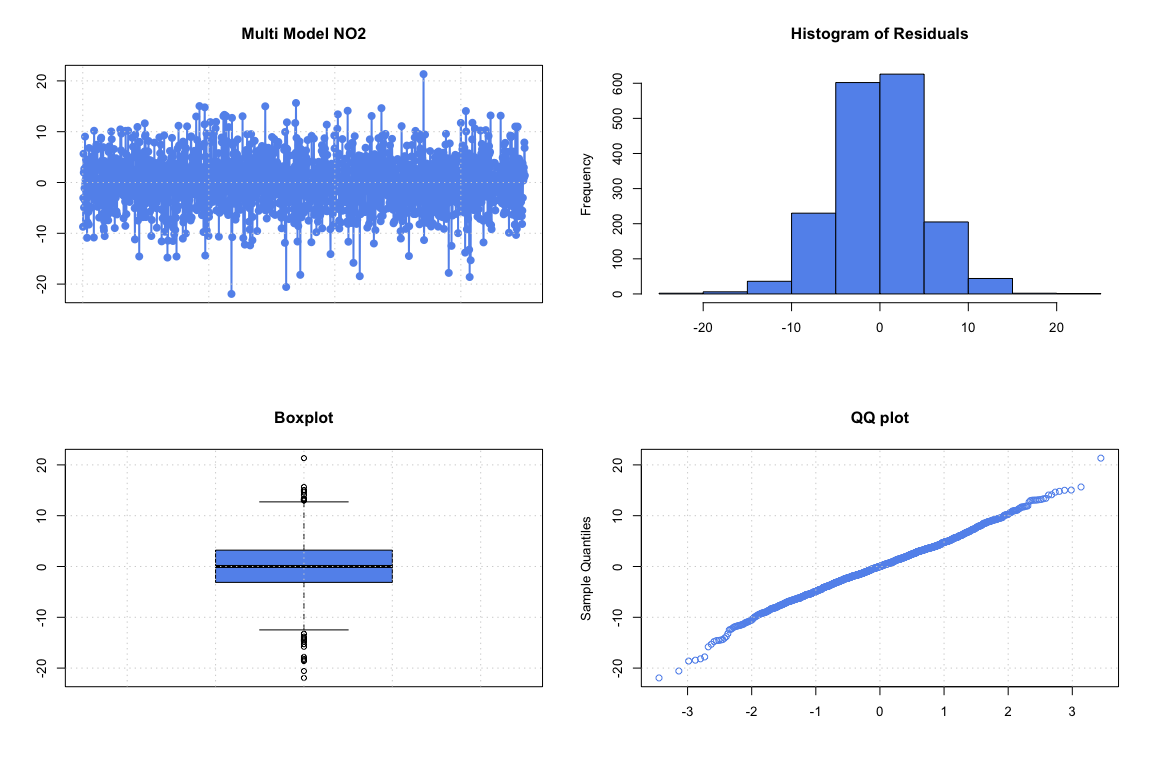 Multi Model NO2
20
10
0
-10
-20
Histogram of Residuals
Frequency
600
500
400
300
200
100
0
-20 -10 0 10 20
Boxplot
20
10
0
-10
-20
QQ plot
Sample Quantiles
20
10
0
-10
-20
-3 -2 -1 0 1 2 3